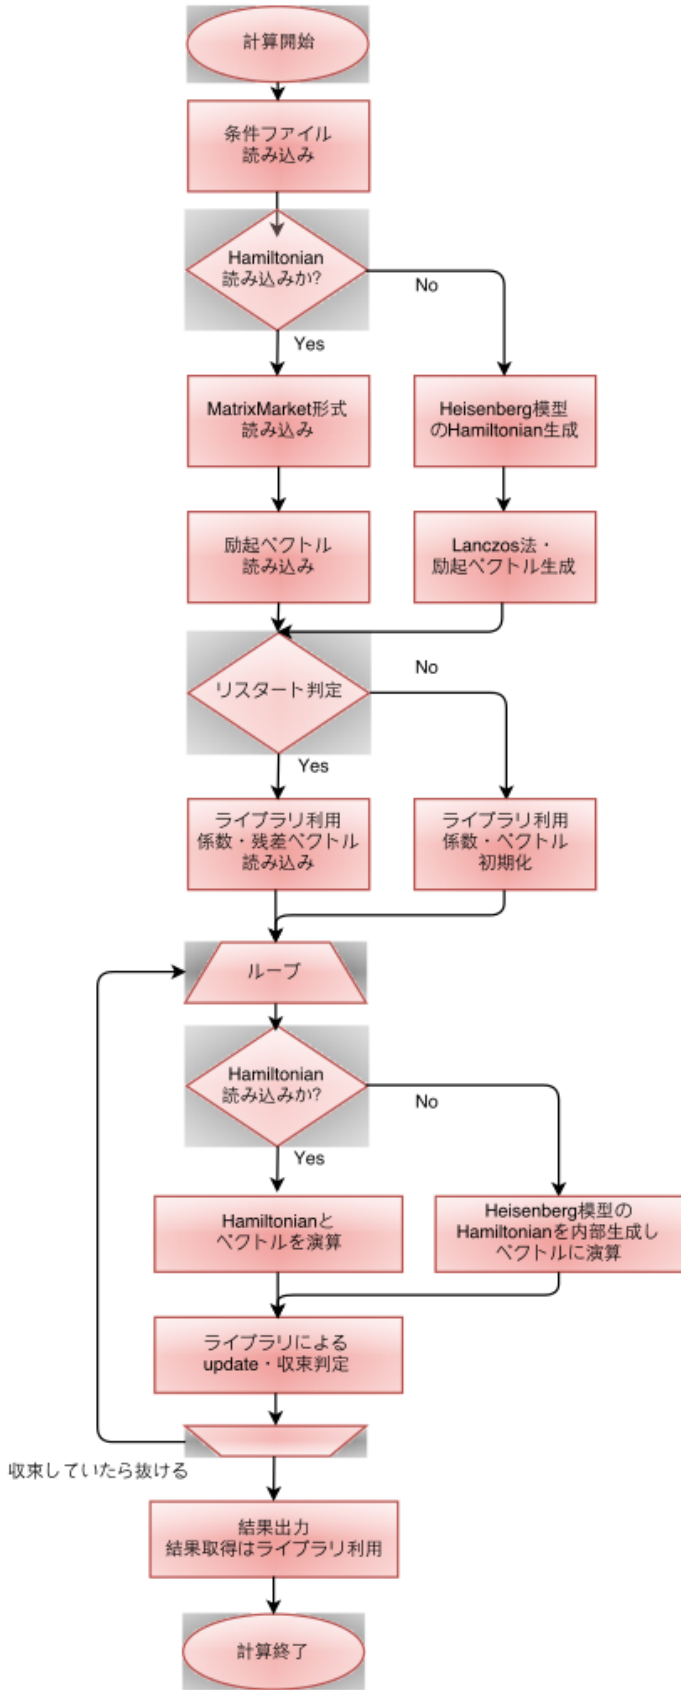 計算開始
条件ファイル
読み込み
Hamiltonian
読み込みか?
No
Yes
MatrixMarket形式
読み込み
Heisenberg模型
のHamiltonian生成
励起ベクトル
読み込み
Lanczos法・
励起ベクトル生成
リスタート判定
No
Yes
ライブラリ利用
係数・残差ベクトル
読み込み
ライブラリ利用
係数・ベクトル
初期化
ループ
Hamiltonian
読み込みか?
No
Yes
Hamiltonianと
ベクトルを演算
Heisenberg模型の
Hamiltonianを内部生成し
ベクトルに演算
ライブラリによる
update・収束判定
収束していたら抜ける
結果出力
結果取得はライブラリ利用
計算終了